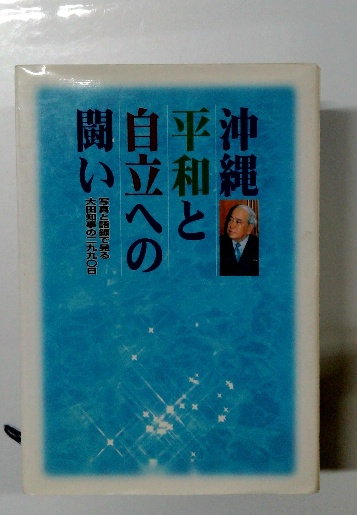 沖縄
平和と
自立への
闘い
写真と語録で見る
大田知事の二九九〇日